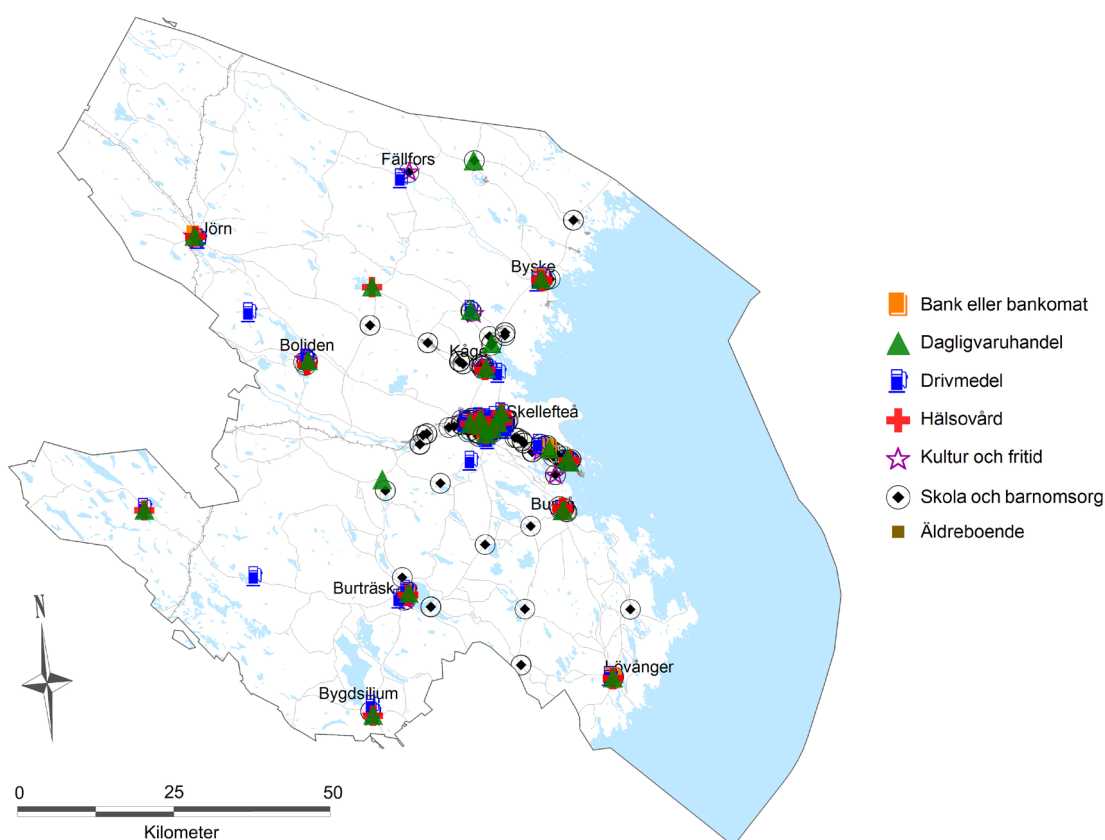 Fällfors
Jörn
Byske
Boliden
Kåge
Skellefteå
Burträsk
Lövånger
Bygdsiljum
Bank eller bankomat
Dagligvaruhandel
Drivmedel
Hälsovård
Kultur och fritid
Skola och barnomsorg
Äldreboende
N
0 25 50
Kilometer